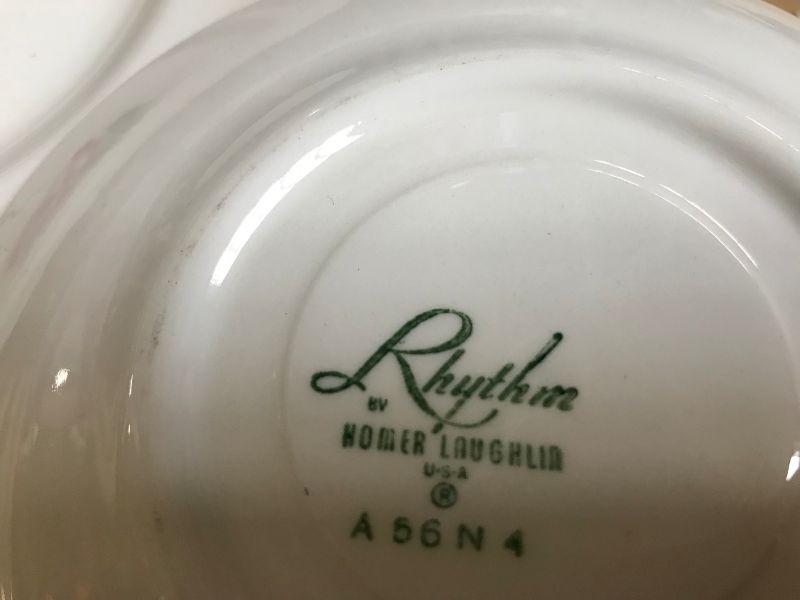 Rhythm
BY
HOMER LAUGHLIN
U·S·A
®
A 56 N 4